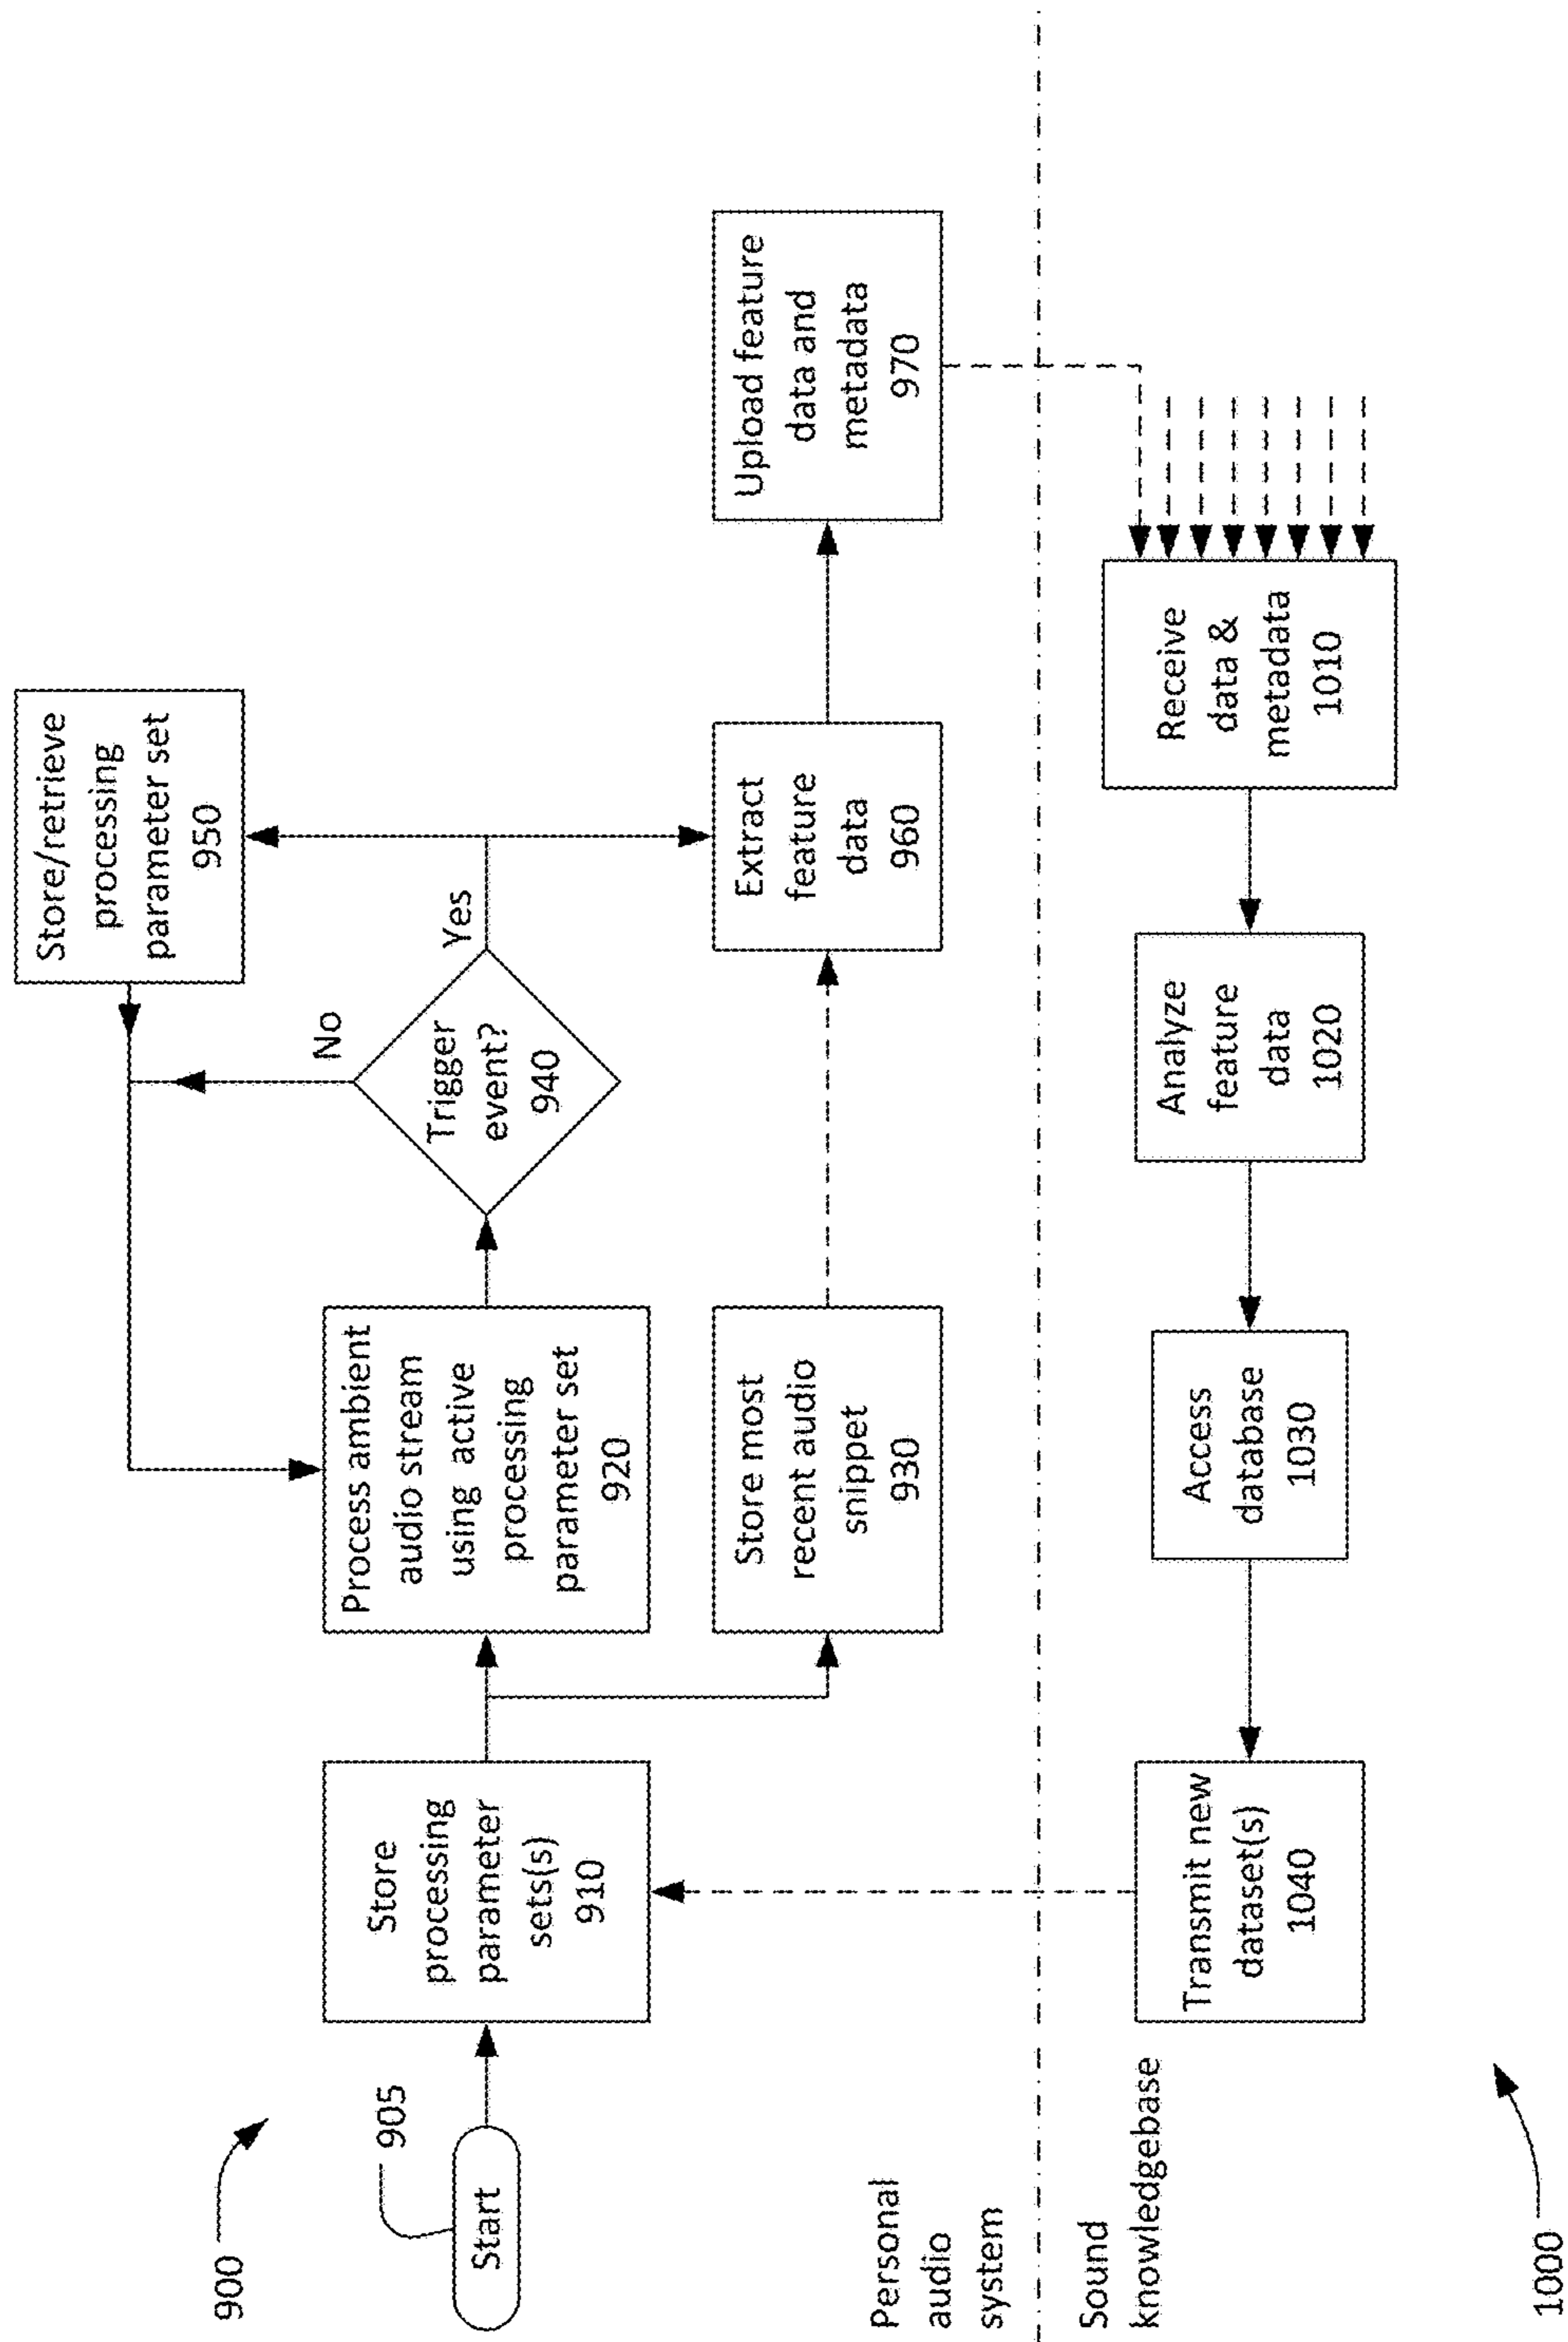 900
905
Start
Store
processing
parameter
sets(s)
910
Process ambient
audio stream
using active
processing
parameter set
920
Store most
recent audio
snippet
930
Trigger
event?
940
No
Yes
Store/retrieve
processing
parameter set
950
Extract
feature
data
960
Upload feature
data and
metadata
970
Personal
audio
system
Sound
knowledgebase
Transmit new
dataset(s)
1040
Access
database
1030
Analyze
feature
data
1020
Receive
data &
metadata
1010
1000